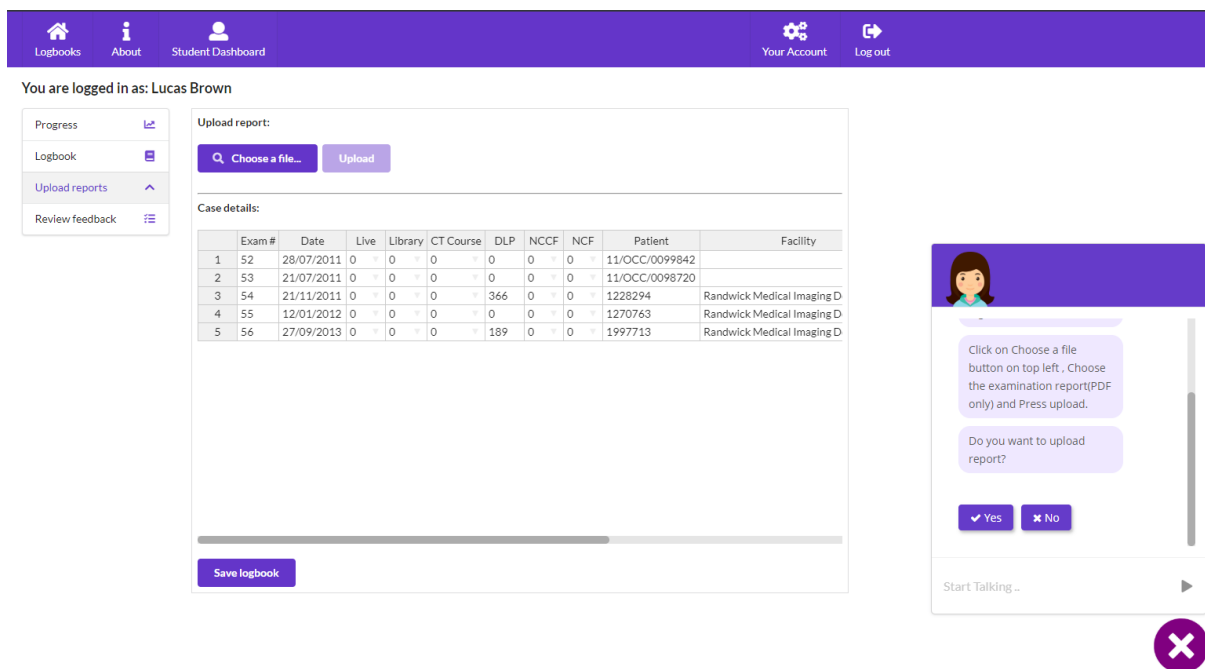 Logbooks About Student Dashboard Your Account Log out
You are logged in as: Lucas Brown
Progress
Logbook
Upload reports
Review feedback
Upload report:
Choose a file... Upload
Case details:
Exam # Date Live Library CT Course DLP NCCF NCF Patient Facility
1 52 28/07/2011 0 0 0 0 0 0 11/OCC/0099842
2 53 21/07/2011 0 0 0 0 0 0 11/OCC/0098720
3 54 21/11/2011 0 0 0 366 0 0 1228294 Randwick Medical Imaging D
4 55 12/01/2012 0 0 0 0 0 0 1270763 Randwick Medical Imaging D
5 56 27/09/2013 0 0 0 189 0 0 1997713 Randwick Medical Imaging D
Save logbook
Click on Choose a file
button on top left , Choose
the examination report(PDF
only) and Press upload.
Do you want to upload
report?
Yes No
Start Talking ..